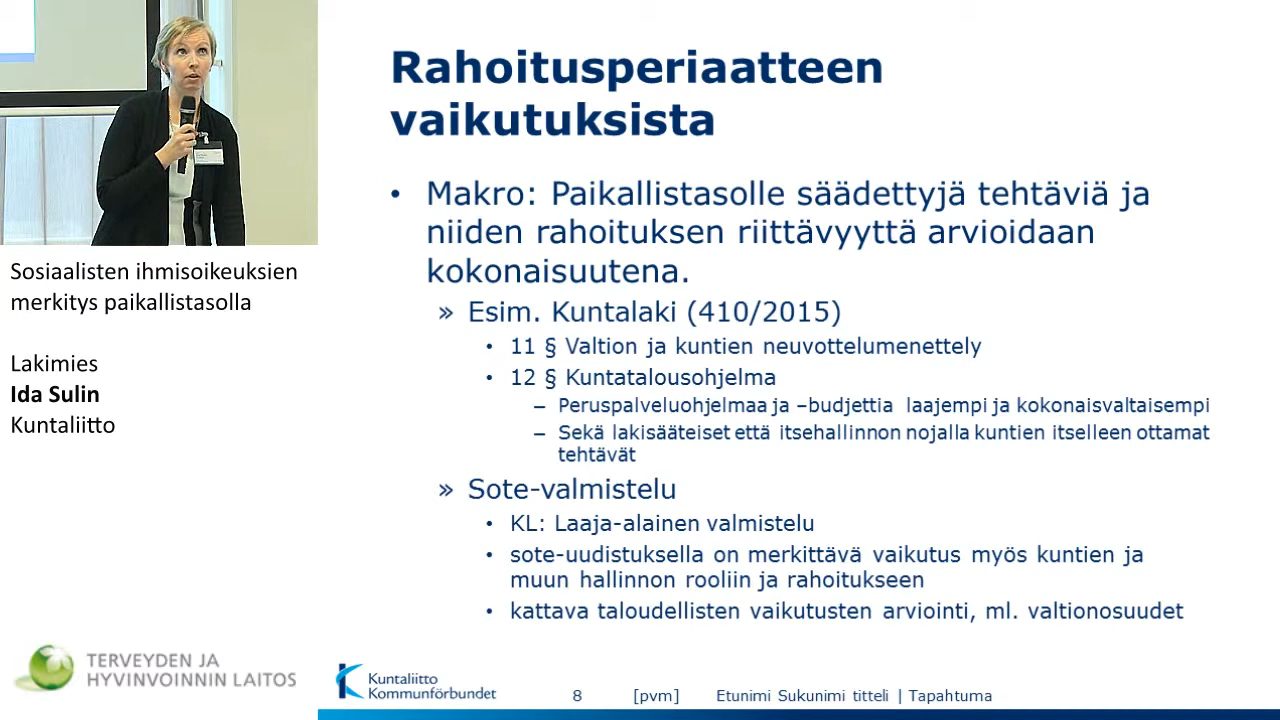 Rahoitusperiaatteen
vaikutuksista
• Makro: Paikallistasolle säädettyjä tehtäviä ja
niiden rahoituksen riittävyyttä arvioidaan
kokonaisuutena.
» Esim. Kuntalaki (410/2015)
• 11 § Valtion ja kuntien neuvottelumenettely
• 12 § Kuntatalousohjelma
– Peruspalveluohjelmaa ja –budjettia laajempi ja kokonaisvaltaisempi
– Sekä lakisääteiset että itsehallinnon nojalla kuntien itselleen ottamat
tehtävät
» Sote-valmistelu
• KL: Laaja-alainen valmistelu
• sote-uudistuksella on merkittävä vaikutus myös kuntien ja
muun hallinnon rooliin ja rahoitukseen
• kattava taloudellisten vaikutusten arviointi, ml. valtionosuudet
Sosiaalisten ihmisoikeuksien
merkitys paikallistasolla
Lakimies
Ida Sulin
Kuntaliitto
TERVEYDEN JA
HYVINVOINNIN LAITOS
Kuntaliitto
Kommunförbundet
8 [pvm] Etunimi Sukunimi titteli | Tapahtuma